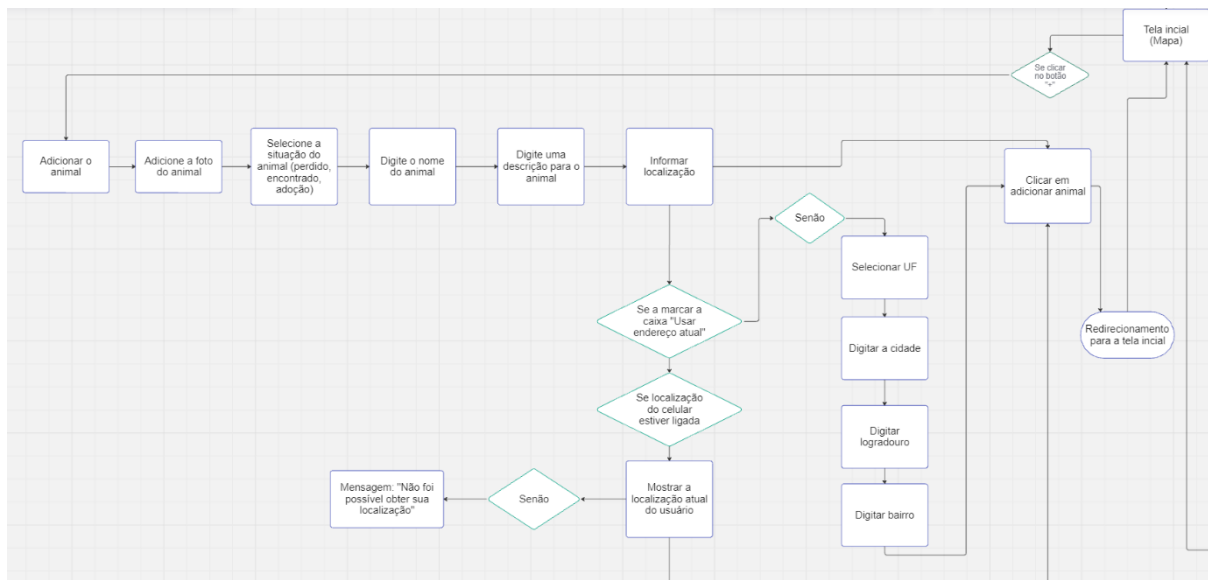 Tela incial
(Mapa)
Se clicar
no botão
"+"
Adicionar o
animal
Adicione a foto
do animal
Selecione a
situação do
animal (perdido,
encontrado,
adoção)
Digite o nome
do animal
Digite uma
descrição para o
animal
Informar
localização
Clicar em
adicionar animal
Senão
Selecionar UF
Se a marcar a
caixa "Usar
endereço atual"
Redirecionamento
para a tela incial
Digitar a cidade
Se localização
do celular
estiver ligada
Digitar
logradouro
Mensagem: "Não foi
possível obter sua
localização"
Senão
Mostrar a
localização atual
do usuário
Digitar bairro